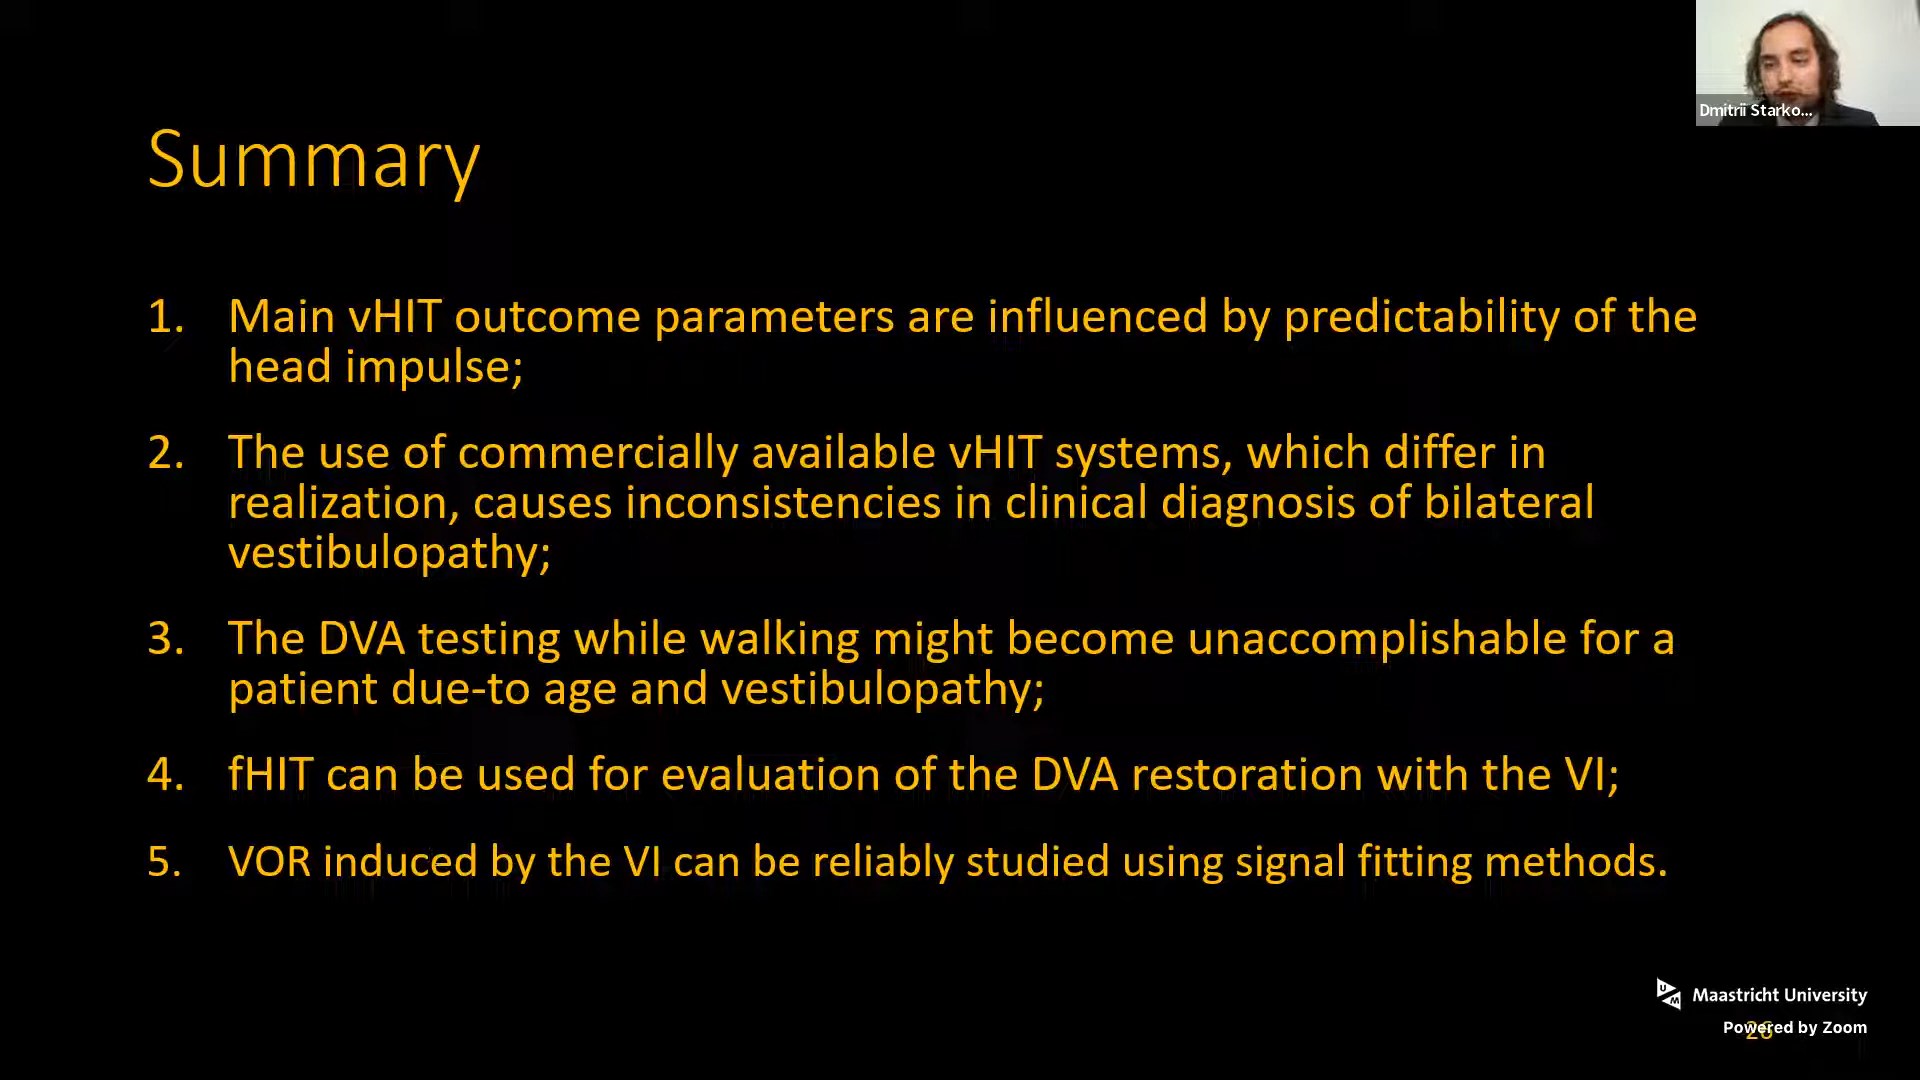 Dmitrii Starko...
Summary
1. Main vHIT outcome parameters are influenced by predictability of the
head impulse;
2. The use of commercially available vHIT systems, which differ in
realization, causes inconsistencies in clinical diagnosis of bilateral
vestibulopathy;
3. The DVA testing while walking might become unaccomplishable for a
patient due-to age and vestibulopathy;
4. fHIT can be used for evaluation of the DVA restoration with the VI;
5. VOR induced by the VI can be reliably studied using signal fitting methods.
UM Maastricht University
Powered by Zoom
26